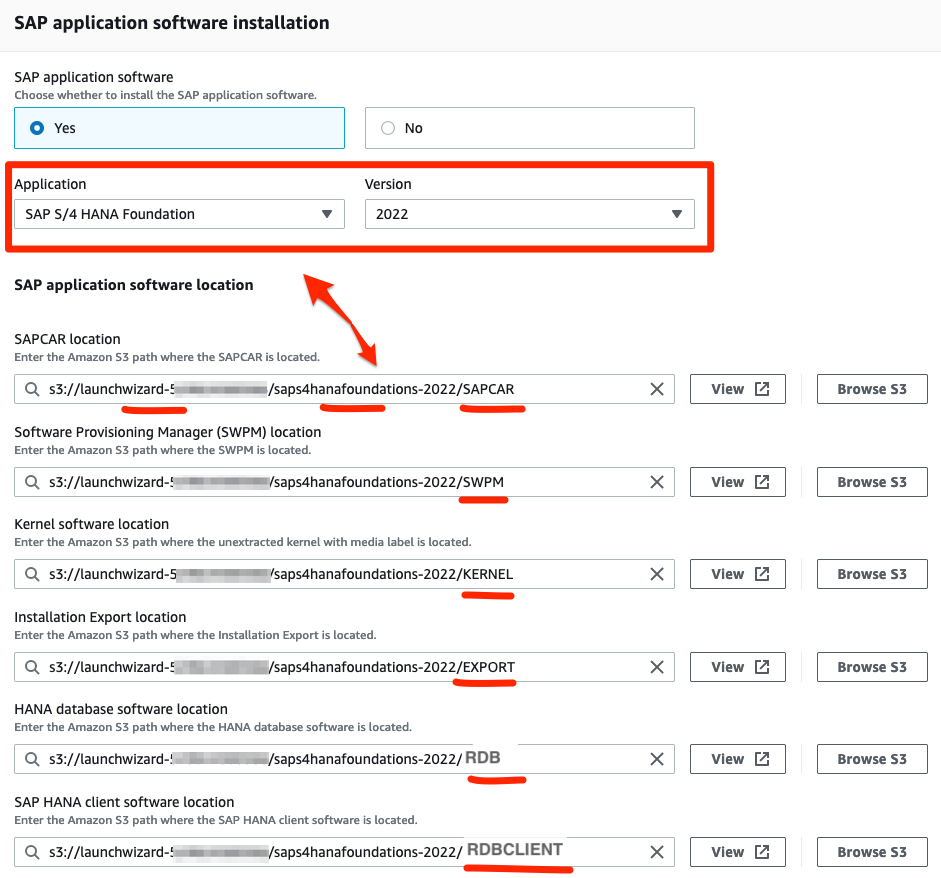 SAP application software installation
SAP application software
Choose whether to install the SAP application software.
Yes No
Application Version
SAP S/4 HANA Foundation 2022
SAP application software location
SAPCAR location
Enter the Amazon S3 path where the SAPCAR is located.
s3://launchwizard-5 /saps4hanafoundations-2022/SAPCAR View Browse S3
Software Provisioning Manager (SWPM) location
Enter the Amazon S3 path where the SWPM is located.
s3://launchwizard-5 /saps4hanafoundations-2022/SWPM View Browse S3
Kernel software location
Enter the Amazon S3 path where the unextracted kernel with media label is located.
s3://launchwizard-5 /saps4hanafoundations-2022/KERNEL View Browse S3
Installation Export location
Enter the Amazon S3 path where the Installation Export is located.
s3://launchwizard-5 /saps4hanafoundations-2022/EXPORT View Browse S3
HANA database software location
Enter the Amazon S3 path where the HANA database software is located.
s3://launchwizard- /saps4hanafoundations-2022/ RDB View Browse S3
SAP HANA client software location
Enter the Amazon S3 path where the SAP HANA client software is located.
s3://launchwizard-5 /saps4hanafoundations-2022/ RDBCLIENT View Browse S3